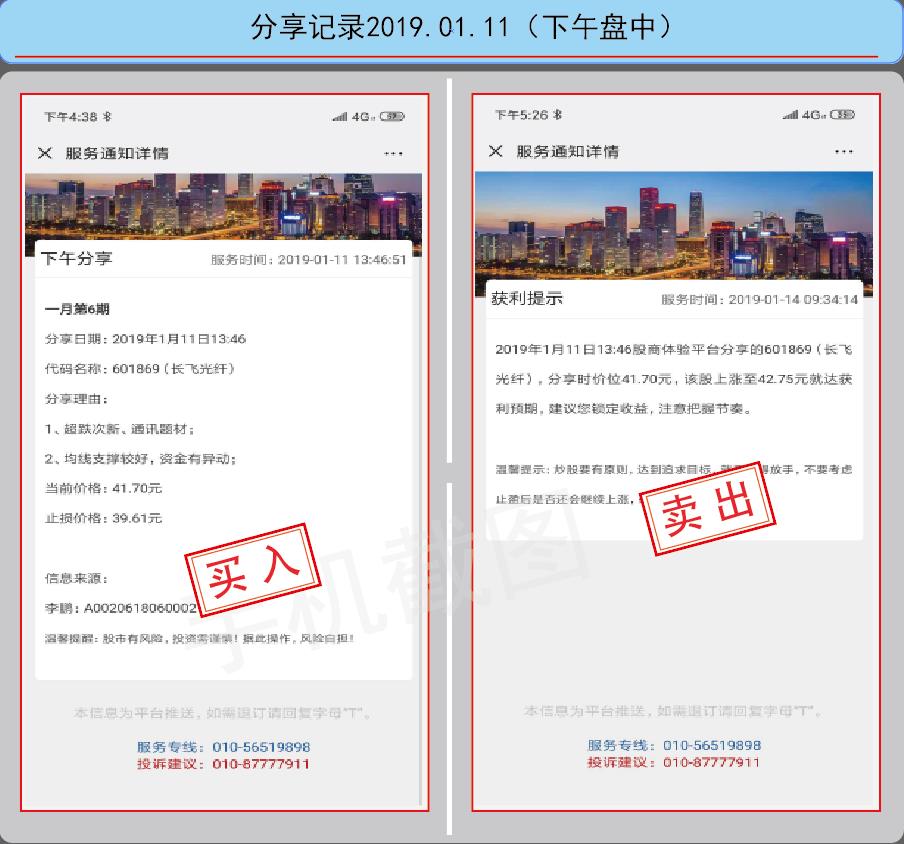 分享记录2019.01.11（下午盘中）
下午4:38
4G
服务通知详情
下午分享
服务时间：2019-01-11 13:46:51
一月第6期
分享日期：2019年1月11日13:46
代码名称：601869（长飞光纤）
分享理由：
1、超跌次新、通讯题材；
2、均线支撑较好，资金有异动；
当前价格：41.70元
止损价格：39.61元
信息来源：
李鹏：A0020618060002
温馨提醒：股市有风险，投资需谨慎！据此操作，风险自担！
买入
本信息为平台推送，如需退订请回复字母“T”。
服务专线：010-56519898
投诉建议：010-87777911
下午5:26
4G
服务通知详情
获利提示
服务时间：2019-01-14 09:34:14
2019年1月11日13:46股商体验平台分享的601869（长飞
光纤），分享时价位41.70元，该股上涨至42.75元就达获
利预期，建议您锁定收益，注意把握节奏。
温馨提示：炒股要有原则，达到追求目标，得放手，不要考虑
止盈后是否还会继续上涨，
卖出
本信息为平台推送，如需退订请回复字母“T”。
服务专线：010-56519898
投诉建议：010-87777911
手机截图